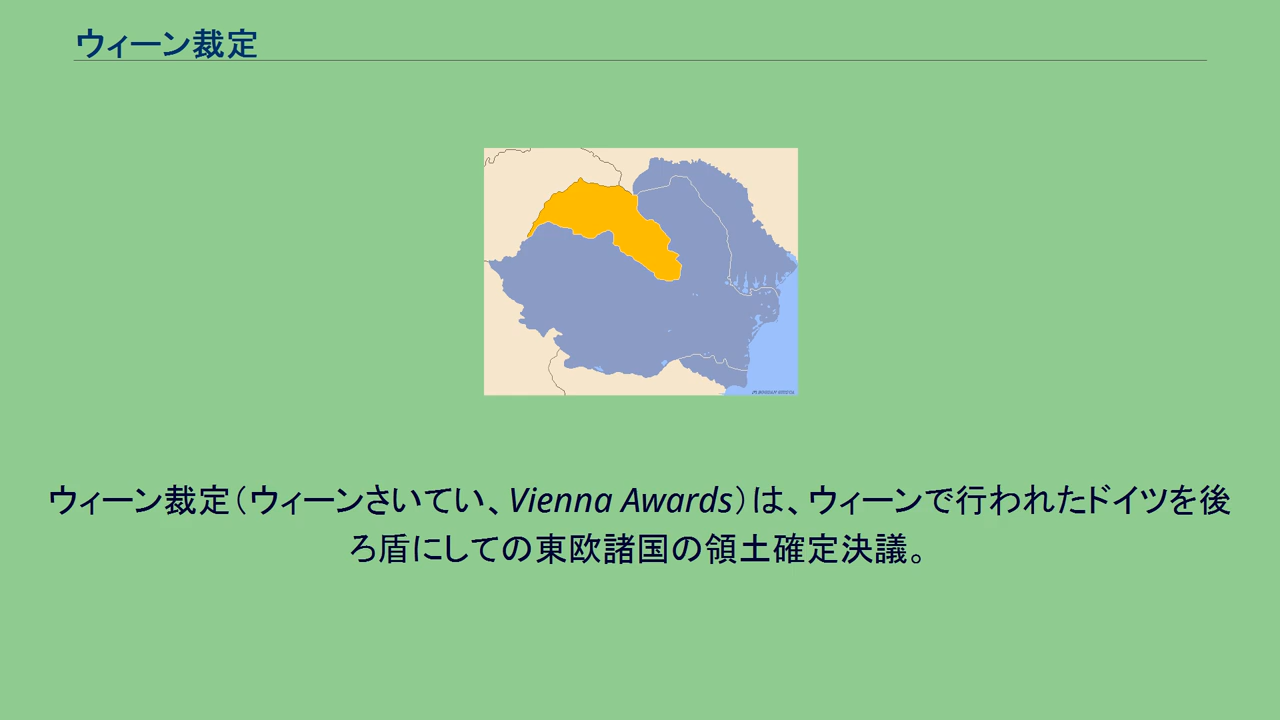 ウィーン裁定
ウィーン裁定（ウィーンさいてい、Vienna Awards）は、ウィーンで行われたドイツを後
ろ盾にしての東欧諸国の領土確定決議。